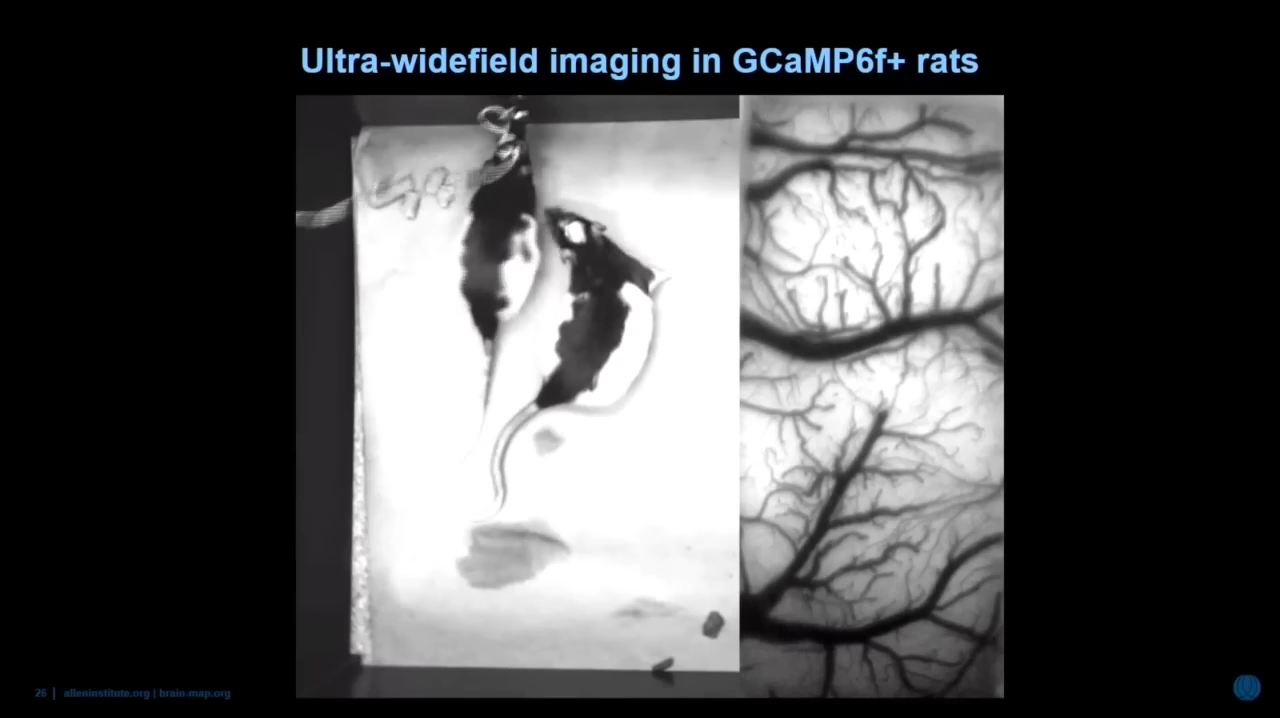 Ultra-widefield imaging in GCaMP6f+ rats
26 | alleninstitute.org | brain-map.org